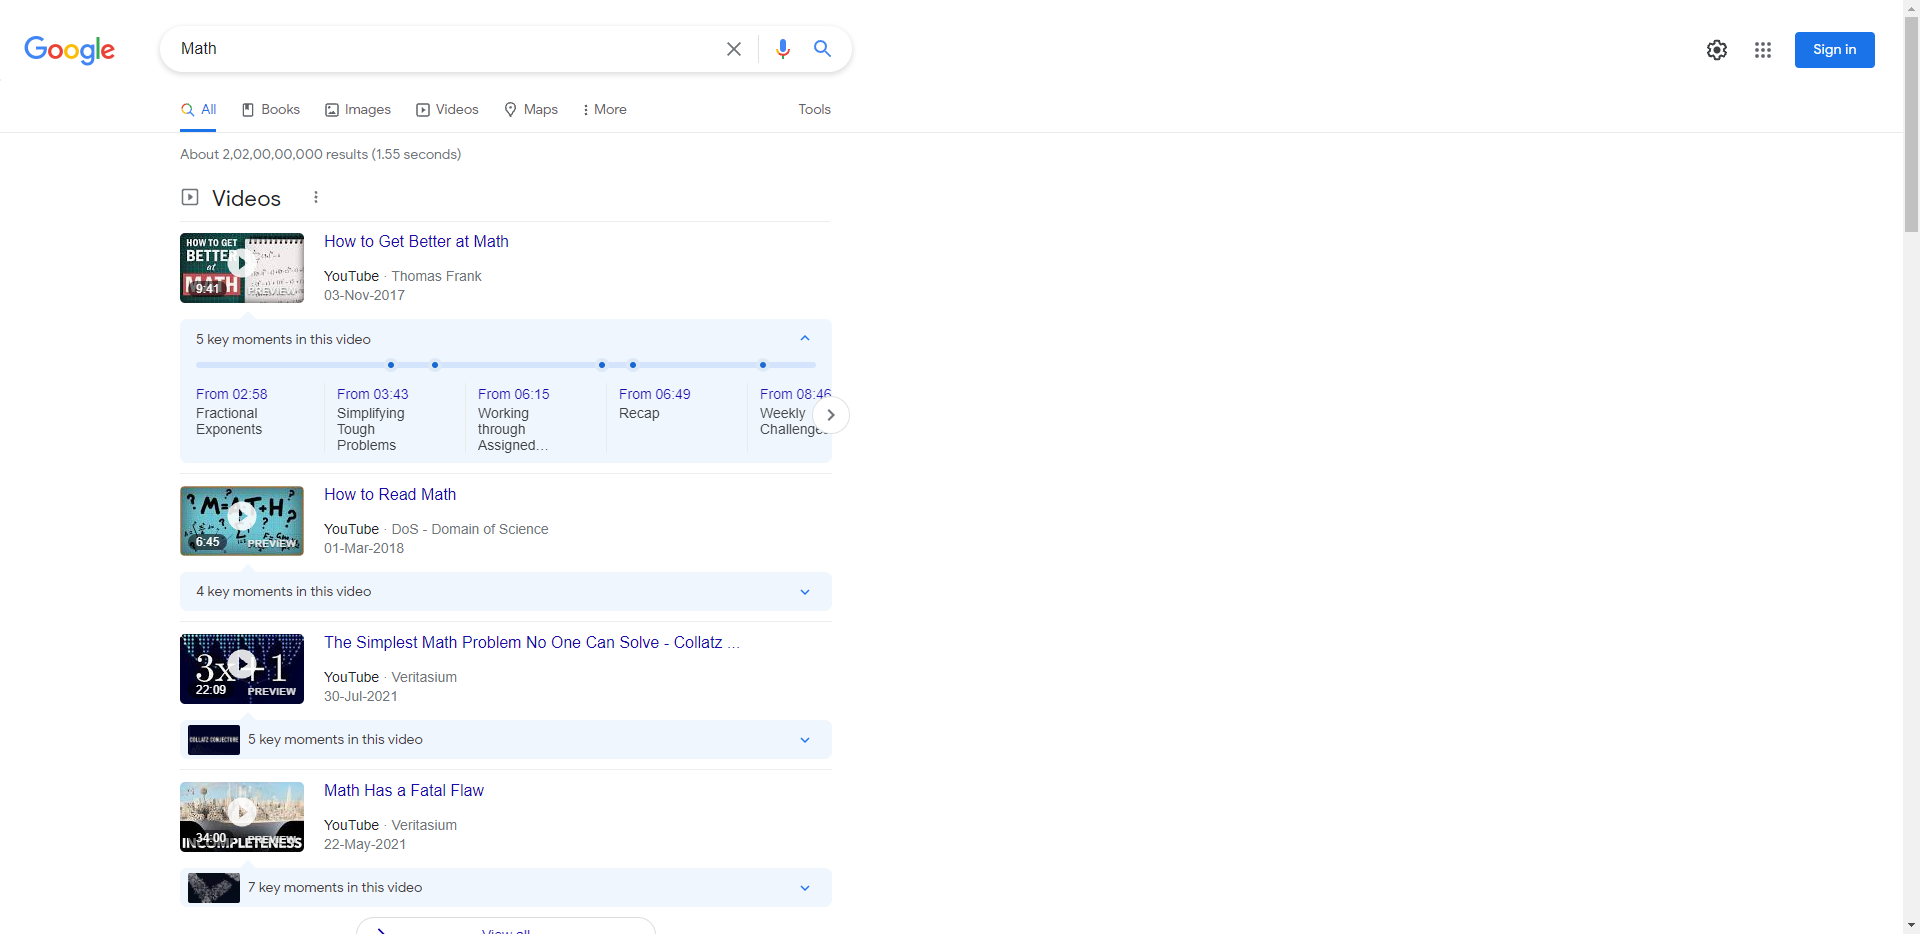 Google
Math
Sign in
All
Books
Images
Videos
Maps
More
Tools
About 2,02,00,00,000 results (1.55 seconds)
Videos
HOW TO GET
BETTER
at
MATH
9:41
PREVIEW
How to Get Better at Math
YouTube · Thomas Frank
03-Nov-2017
5 key moments in this video
From 02:58
Fractional
Exponents
From 03:43
Simplifying
Tough
Problems
From 06:15
Working
through
Assigned…
From 06:49
Recap
From 08:46
Weekly
Challenge
6:45
PREVIEW
How to Read Math
YouTube · DoS - Domain of Science
01-Mar-2018
4 key moments in this video
3x+1
22:09
PREVIEW
The Simplest Math Problem No One Can Solve - Collatz ...
YouTube · Veritasium
30-Jul-2021
COLLATZ CONJECTURE
5 key moments in this video
34:00
PREVIEW
INCOMPLETENESS
Math Has a Fatal Flaw
YouTube · Veritasium
22-May-2021
7 key moments in this video
View all